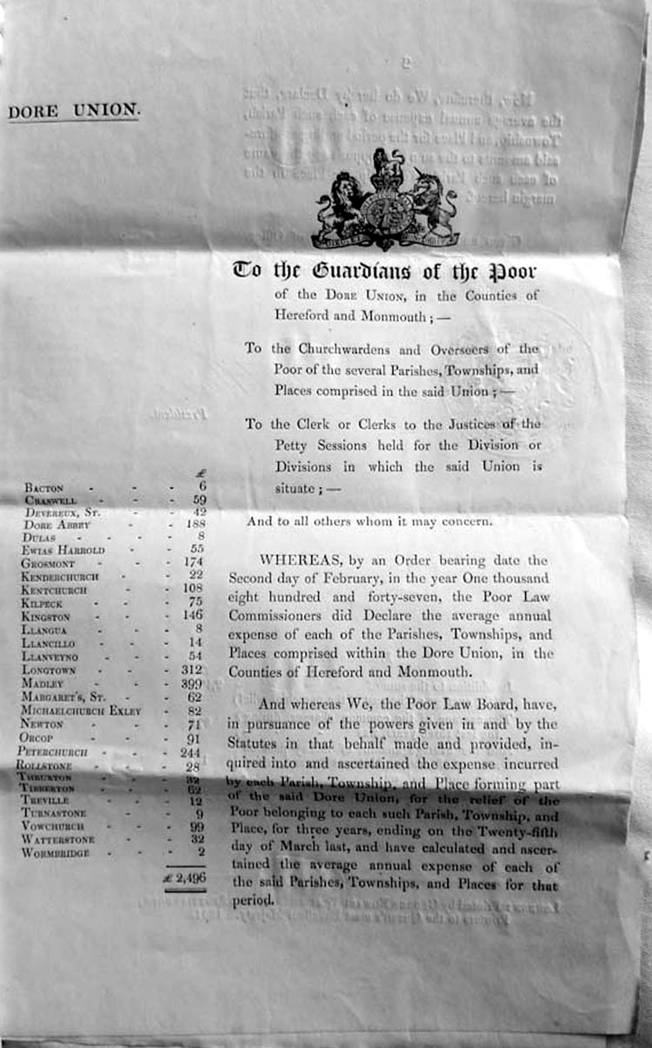 DORE UNION.
To the Guardians of the Poor
of the DORE UNION, in the Counties of
Hereford and Monmouth ; —
To the Churchwardens and Overseers of the
Poor of the several Parishes, Townships, and
Places comprised in the said Union ; —
To the Clerk or Clerks to the Justices of the
Petty Sessions held for the Division or
Divisions in which the said Union is
situate ; —
And to all others whom it may concern.
WHEREAS, by an Order bearing date the
Second day of February, in the year One thousand
eight hundred and forty-seven, the Poor Law
Commissioners did Declare the average annual
expense of each of the Parishes, Townships, and
Places comprised within the Dore Union, in the
Counties of Hereford and Monmouth.
And whereas We, the Poor Law Board, have,
in pursuance of the powers given in and by the
Statutes in that behalf made and provided, in-
quired into and ascertained the expense incurred
by each Parish, Township, and Place forming part
of the said Dore Union, for the relief of the
Poor belonging to each such Parish, Township, and
Place, for three years, ending on the Twenty-fifth
day of March last, and have calculated and ascer-
tained the average annual expense of each of
the said Parishes, Townships, and Places for that
period.
£
BACTON - - - 6
CRASWELL - - - 59
DEVEREUX, ST. - - 42
DORE ABBEY - - 188
DULAS - - - - 8
EWIAS HARROLD - - 55
GROSMONT - - - 174
KENDERCHURCH - - 22
KENTCHURCH - - 108
KILPECK - - - 75
KINGSTON - - - 146
LLANGUA - - - 8
LLANCILLO - - - 14
LLANVEYNO - - - 54
LONGTOWN - - - 312
MADLEY - - - 399
MARGARET'S, ST. - - 62
MICHAELCHURCH EXLEY - 82
NEWTON - - - 71
ORCOP - - - 91
PETERCHURCH - - - 244
ROLLSTONE - - - 28
THRUXTON - - - 32
TIBBERTON - - - 62
TREVILLE - - - 12
TURNASTONE - - - 9
VOWCHURCH - - - 99
WATTERSTONE - - 32
WORMBRIDGE - - - 2
£ 2,496